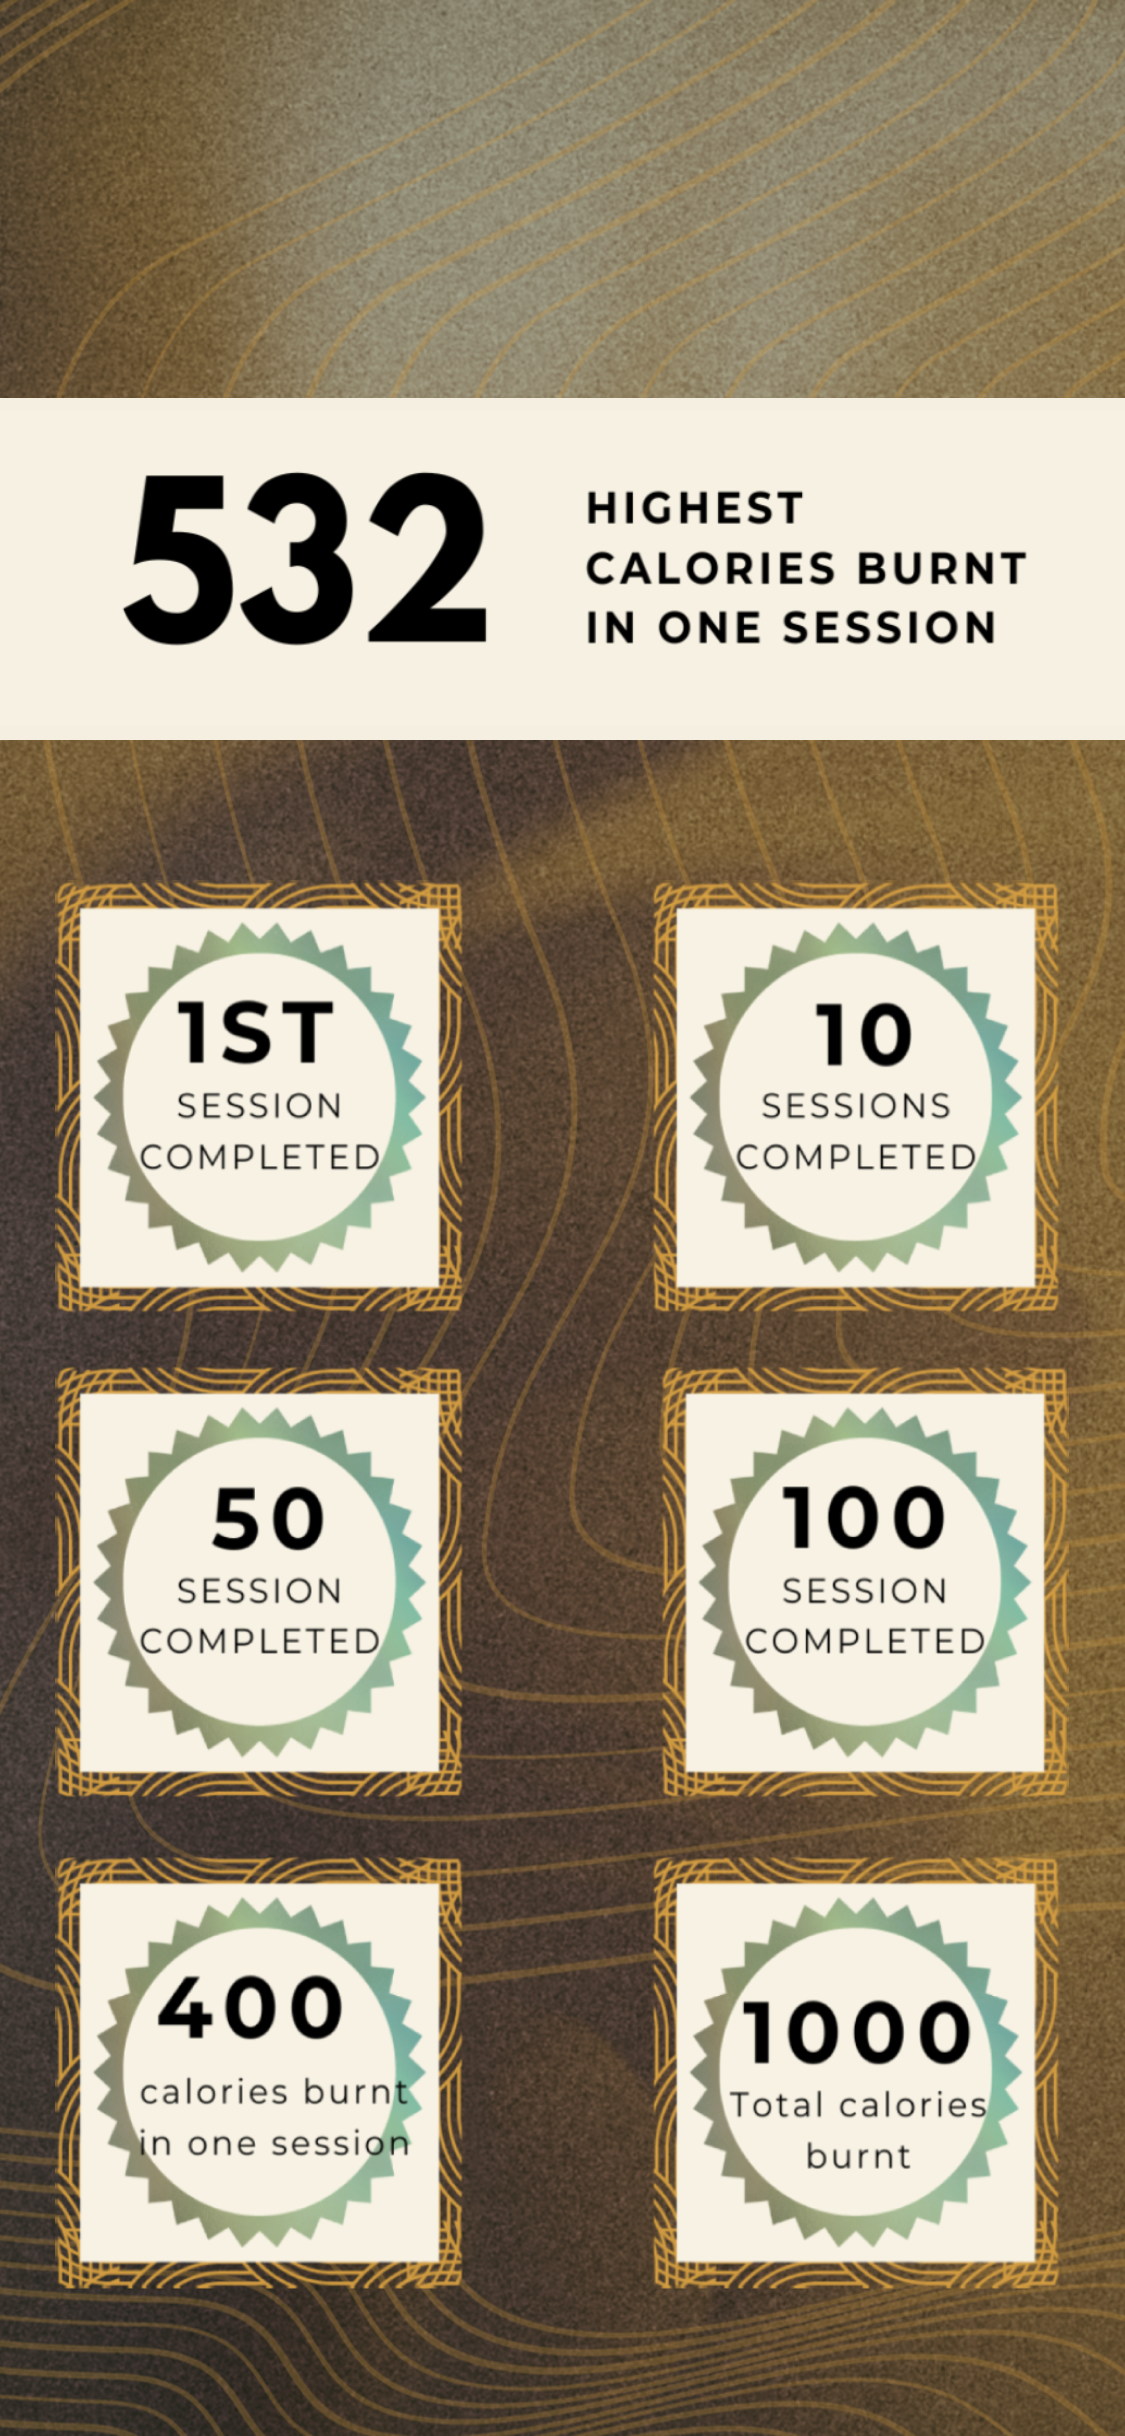 532
HIGHEST
CALORIES BURNT
IN ONE SESSION
1ST
SESSION
COMPLETED
10
SESSIONS
COMPLETED
50
SESSION
COMPLETED
100
SESSION
COMPLETED
400
calories burnt
in one session
1000
Total calories
burnt